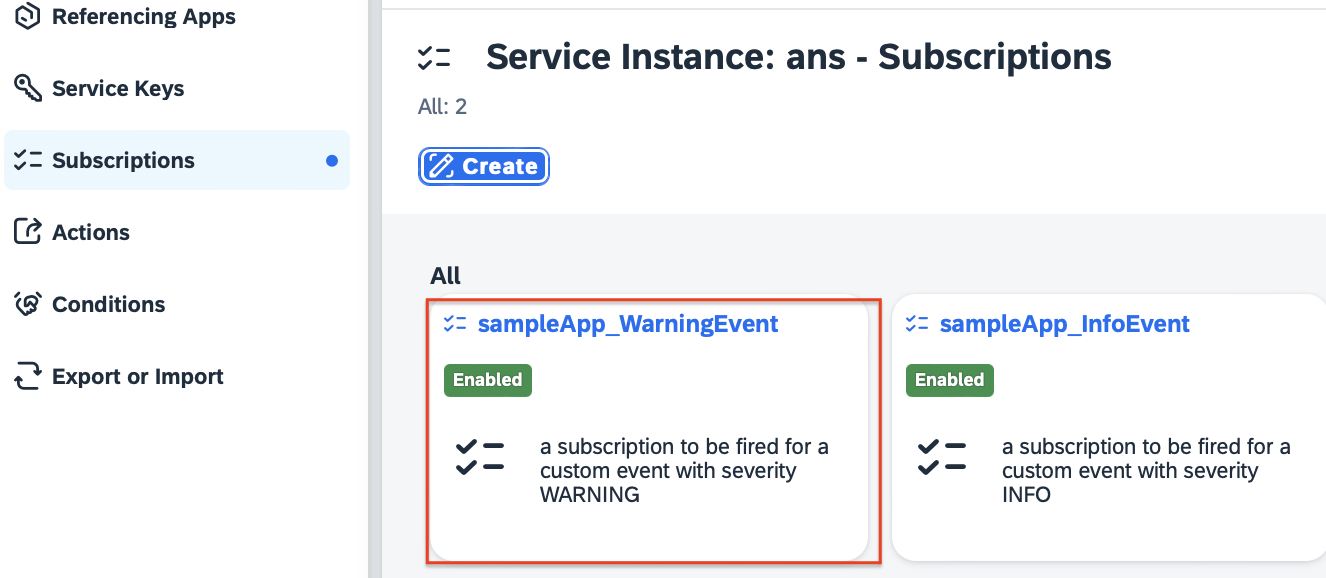 Referencing Apps
Service Keys
Subscriptions
Actions
Conditions
Export or Import
Service Instance: ans - Subscriptions
All: 2
Create
All
sampleApp_WarningEvent
Enabled
a subscription to be fired for a
custom event with severity
WARNING
sampleApp_InfoEvent
Enabled
a subscription to be fired for a
custom event with severity
INFO